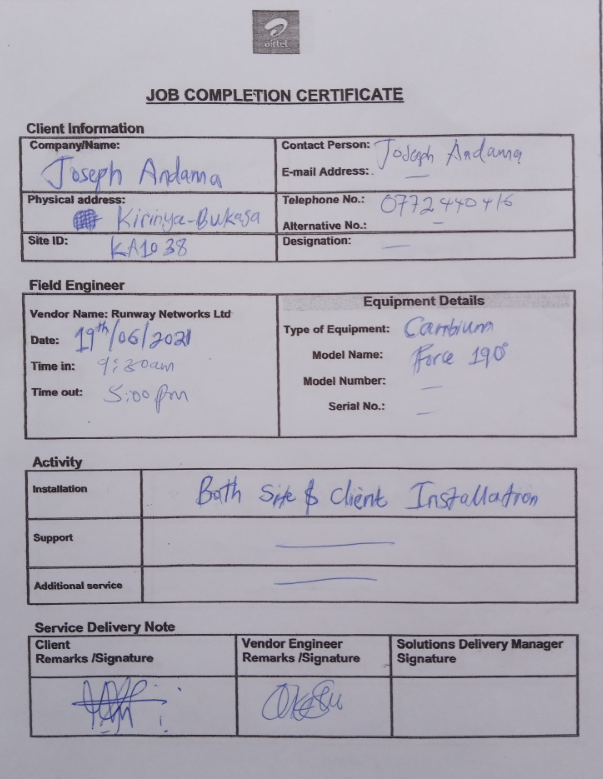 airtel
JOB COMPLETION CERTIFICATE
Client Information
Company/Name:
Joseph Andama
Contact Person: Joseph Andama
E-mail Address: —
Physical address:
Kirinya-Bukasa
Telephone No.: 0772 440 416
Alternative No.: —
Site ID: KA1038
Designation: —
Field Engineer
Vendor Name: Runway Networks Ltd
Date: 19th/06/2021
Time in: 9:30am
Time out: 5:00pm
Equipment Details
Type of Equipment: Cambium
Model Name: Force 190
Model Number: —
Serial No.: —
Activity
Installation Both Site & Client Installation
Support —
Additional service —
Service Delivery Note
Client
Remarks /Signature
Vendor Engineer
Remarks /Signature
Solutions Delivery Manager
Signature